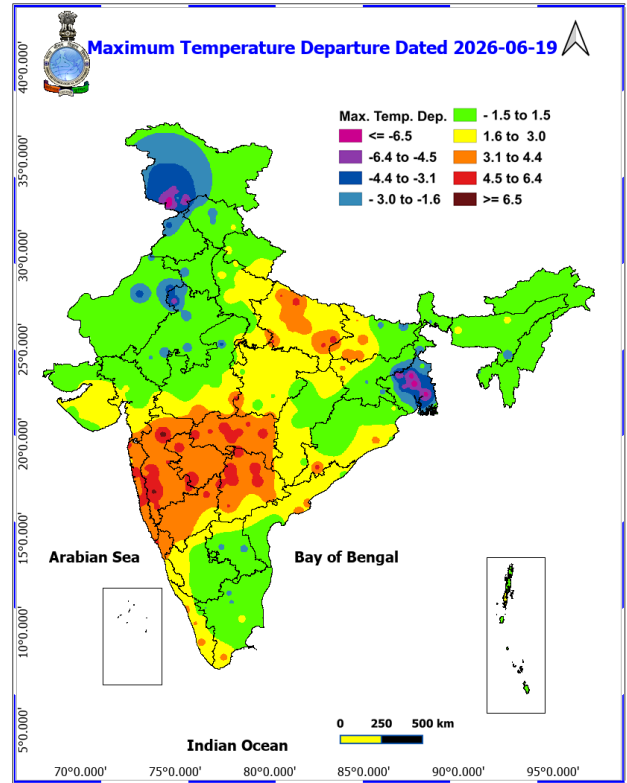 Maximum Temperature Departure Dated 2026-06-19
Max. Temp. Dep.
<= -6.5
-6.4 to -4.5
-4.4 to -3.1
- 3.0 to -1.6
- 1.5 to 1.5
1.6 to 3.0
3.1 to 4.4
4.5 to 6.4
>= 6.5
40°0.000'
35°0.000'
30°0.000'
25°0.000'
20°0.000'
15°0.000'
10°0.000'
5°0.000'
Arabian Sea
Bay of Bengal
Indian Ocean
0 250 500 km
70°0.000' 75°0.000' 80°0.000' 85°0.000' 90°0.000' 95°0.000'